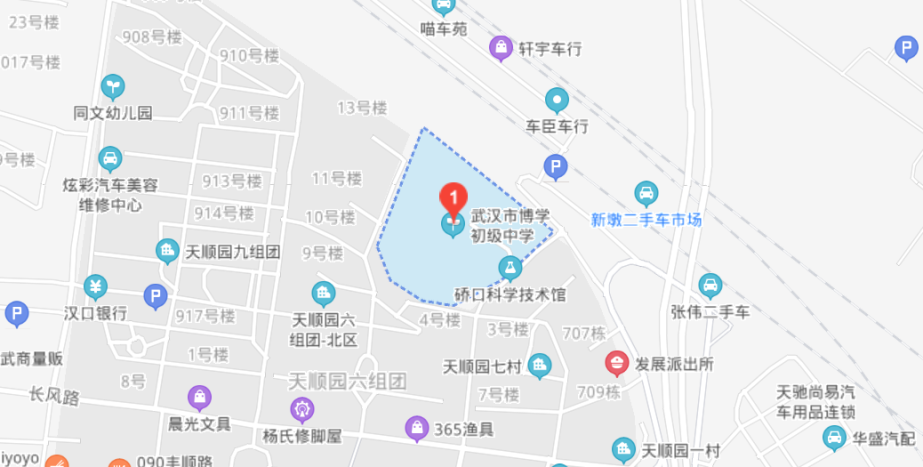 喵车苑
23号楼
908号楼
轩宇车行
910号楼
017号楼
13号楼
同文幼儿园
911号楼
车臣车行
P
P
9号楼
炫彩汽车美容
维修中心
913号楼
11号楼
1
914号楼
10号楼
武汉市博学
初级中学
新墩二手车市场
天顺园九组团
9号楼
硚口科学技术馆
P
P
¥
汉口银行
917号楼
天顺园六
组团-北区
4号楼
3号楼
707栋
张伟二手车
武商量贩
1号楼
天顺园七村
发展派出所
8号
天顺园六组团
7号楼
709栋
长风路
晨光文具
杨氏修脚屋
365渔具
天驰尚易汽
车用品连锁
华盛汽配
天顺园一村
iyoyo
090丰顺路